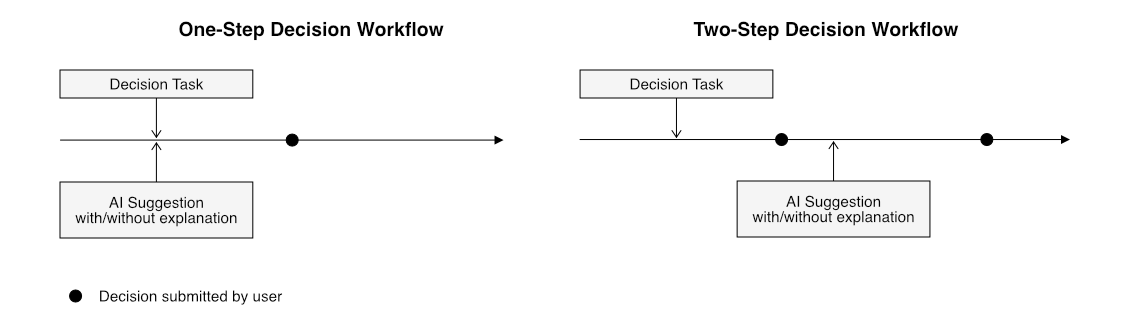 One-Step Decision Workflow
Two-Step Decision Workflow
Decision Task
Decision Task
AI Suggestion
with/without explanation
AI Suggestion
with/without explanation
Decision submitted by user